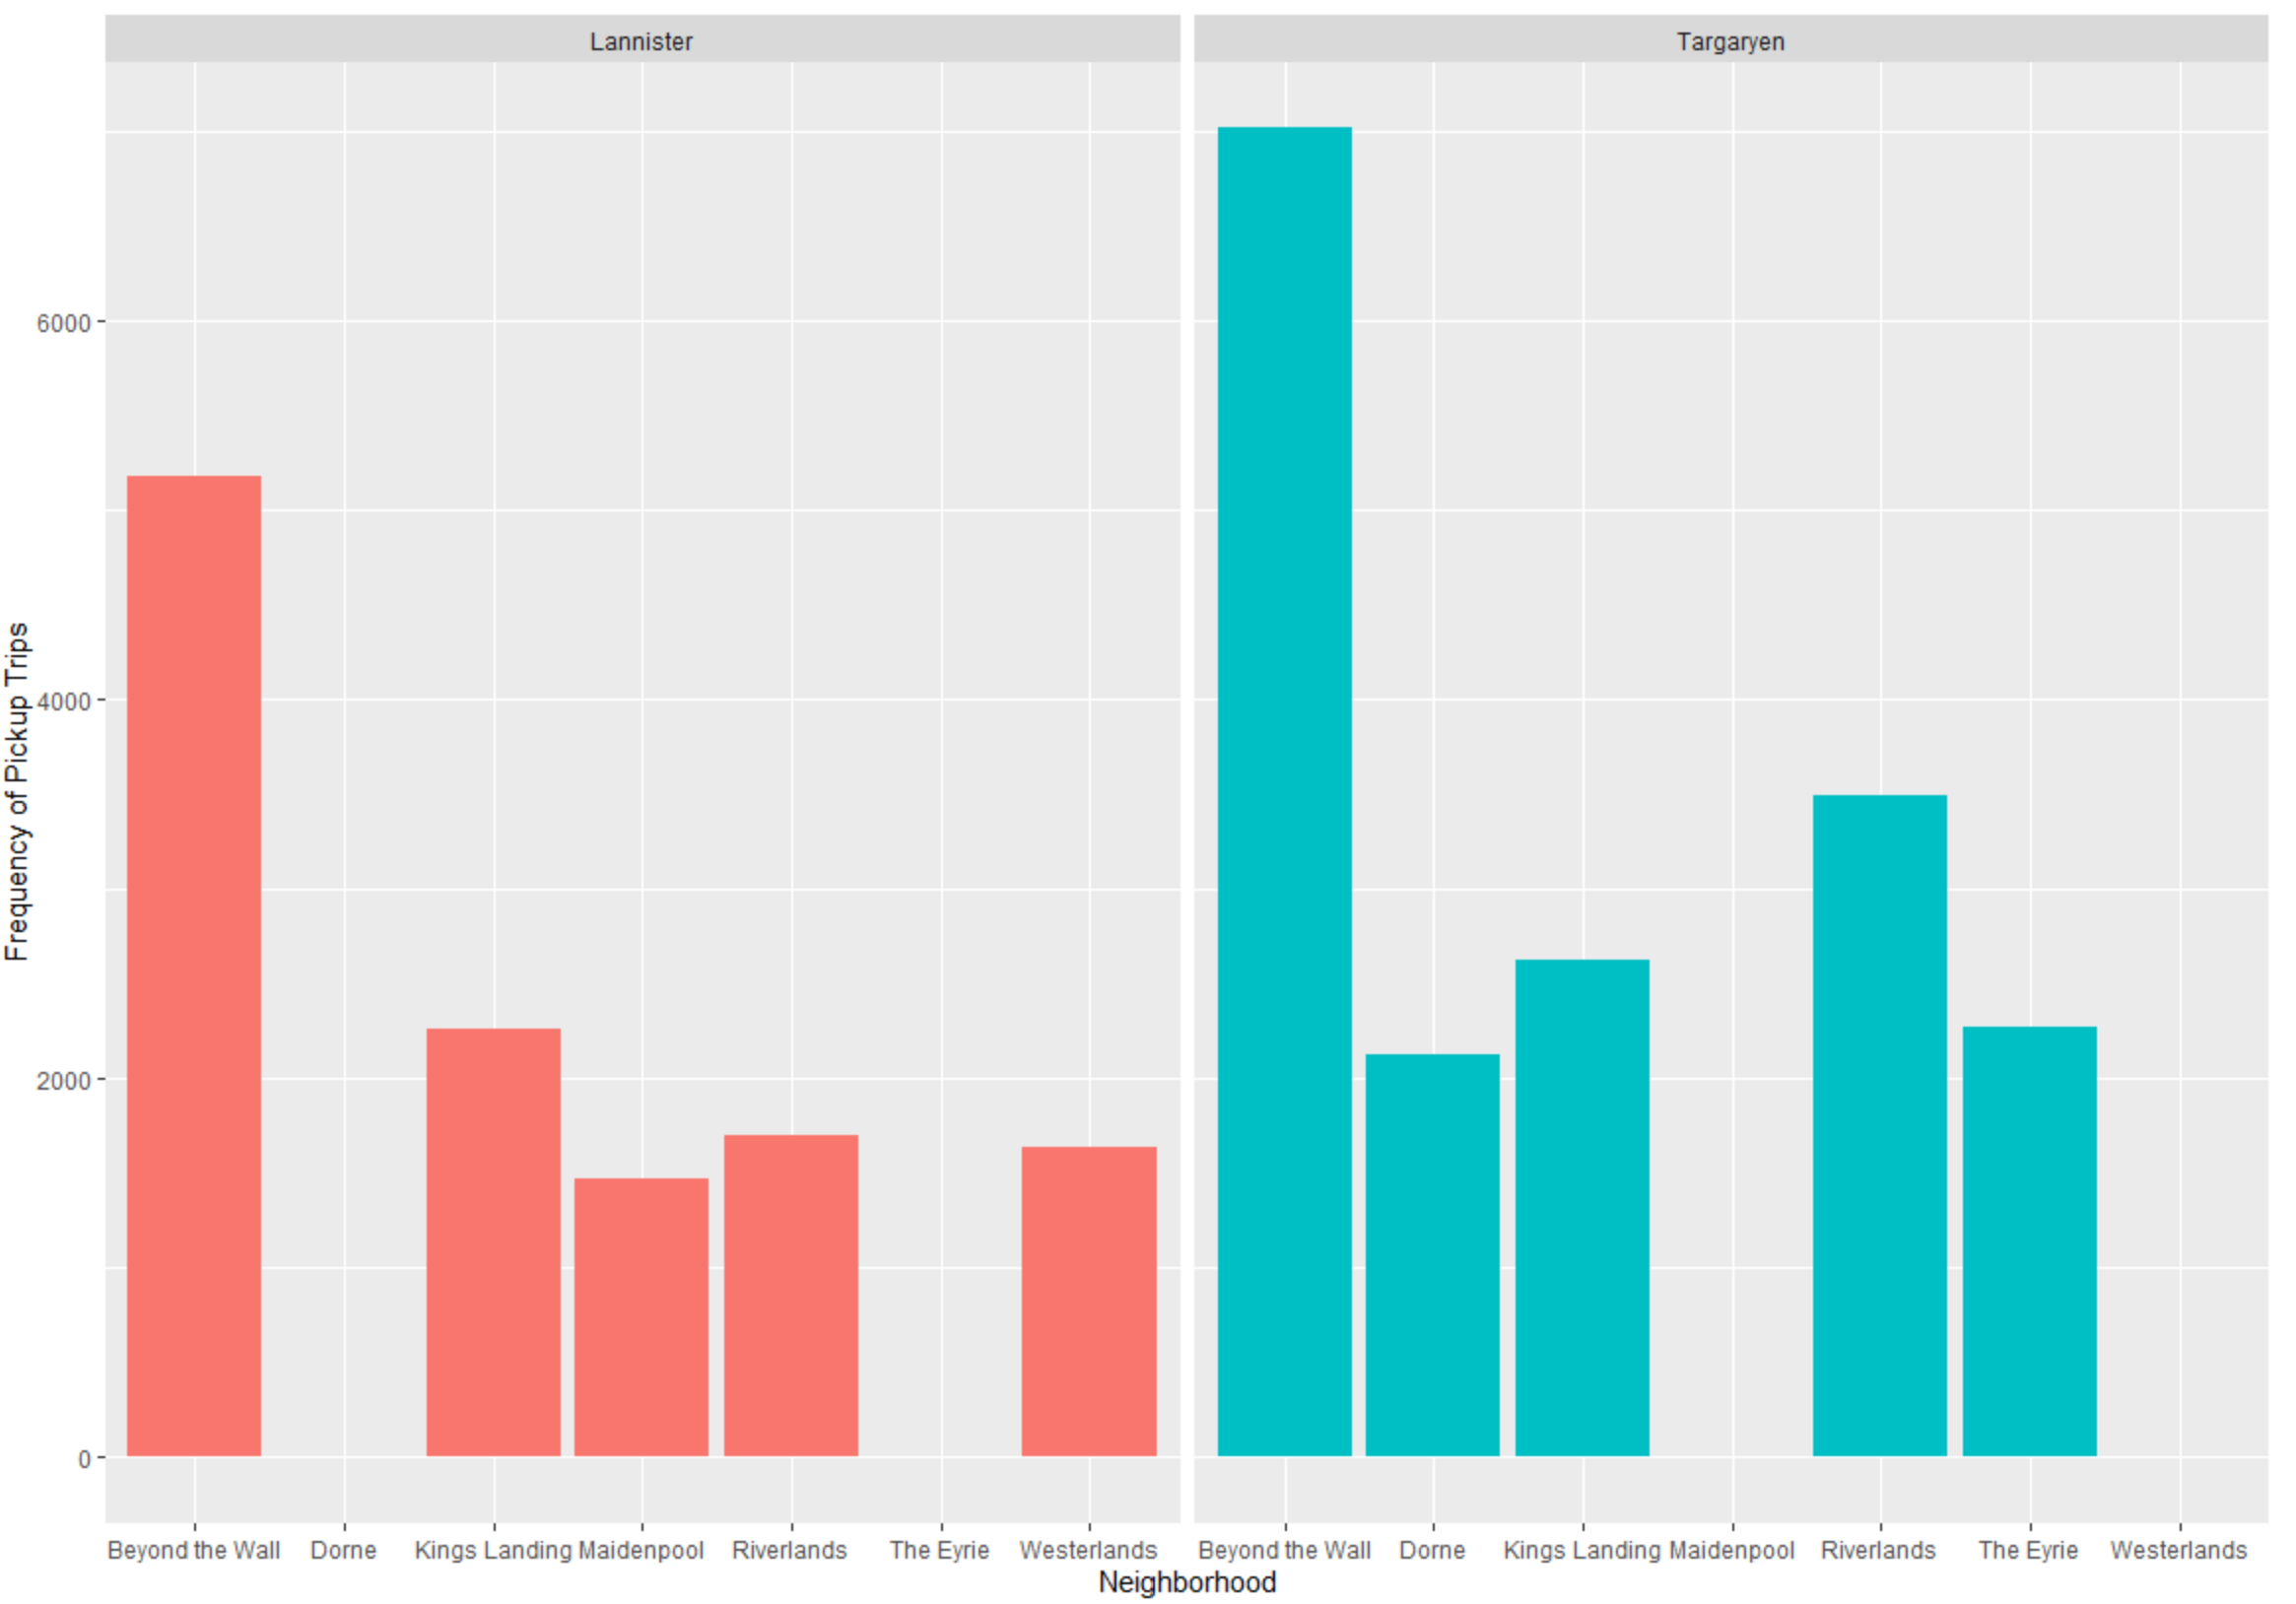 Lannister
Targaryen
Frequency of Pickup Trips
6000
4000
2000
0
Beyond the Wall Dorne Kings Landing Maidenpool Riverlands The Eyrie Westerlands
Beyond the Wall Dorne Kings Landing Maidenpool Riverlands The Eyrie Westerlands
Neighborhood